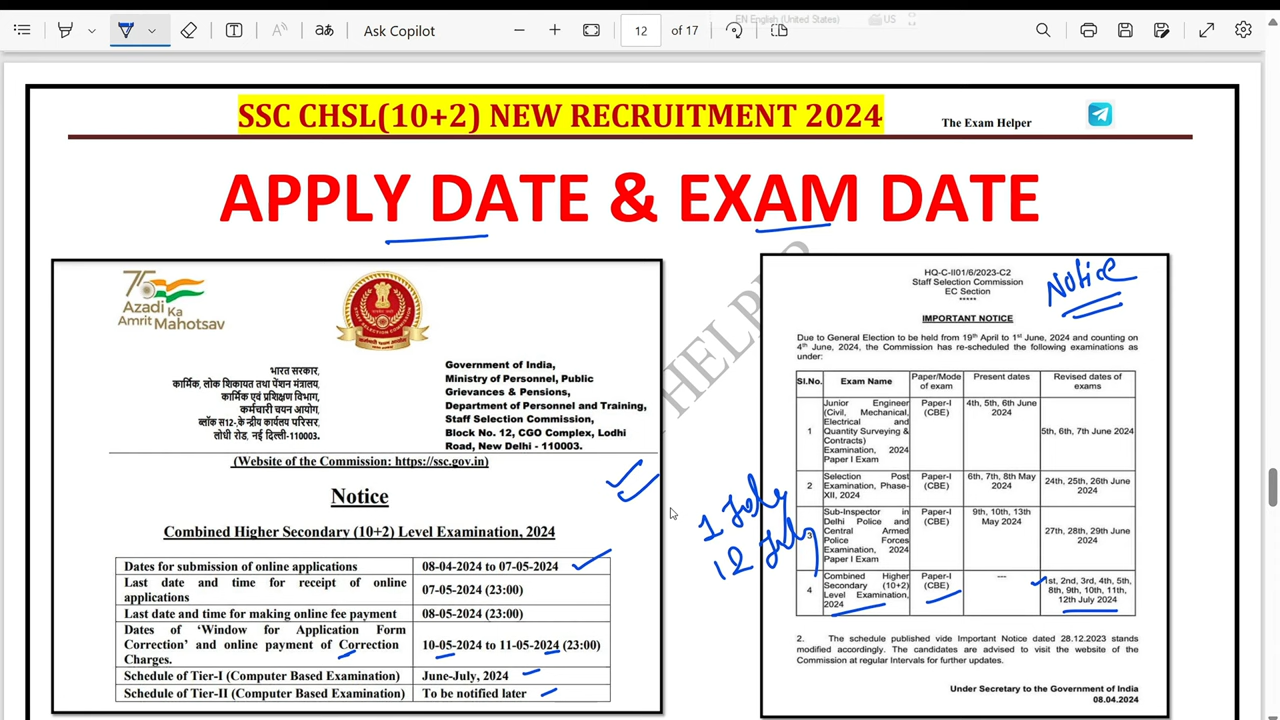 EN English (United States) US
Ask Copilot
12 of 17
SSC CHSL(10+2) NEW RECRUITMENT 2024
The Exam Helper
APPLY DATE & EXAM DATE
HELPER
75
Azadi Ka
Amrit Mahotsav
भारत सरकार,
कार्मिक, लोक शिकायत तथा पेंशन मंत्रालय,
कार्मिक एवं प्रशिक्षण विभाग,
कर्मचारी चयन आयोग,
ब्लॉक स12-केन्द्रीय कार्यालय परिसर,
लोधी रोड, नई दिल्ली-110003.
Government of India,
Ministry of Personnel, Public
Grievances & Pensions,
Department of Personnel and Training,
Staff Selection Commission,
Block No. 12, CGO Complex, Lodhi
Road, New Delhi - 110003.
(Website of the Commission: https://ssc.gov.in)
Notice
Combined Higher Secondary (10+2) Level Examination, 2024
Dates for submission of online applications 08-04-2024 to 07-05-2024
Last date and time for receipt of online
applications 07-05-2024 (23:00)
Last date and time for making online fee payment 08-05-2024 (23:00)
Dates of ‘Window for Application Form
Correction’ and online payment of Correction
Charges. 10-05-2024 to 11-05-2024 (23:00)
Schedule of Tier-I (Computer Based Examination) June-July, 2024
Schedule of Tier-II (Computer Based Examination) To be notified later
HQ-C-II01/6/2023-C2
Staff Selection Commission
EC Section
*****
Notice
IMPORTANT NOTICE
Due to General Election to be held from 19th April to 1st June, 2024 and counting on
4th June, 2024, the Commission has re-scheduled the following examinations as
under:
Sl.No. Exam Name Paper/Mode of exam Present dates Revised dates of exams
1 Junior Engineer
(Civil, Mechanical,
Electrical and
Quantity Surveying &
Contracts)
Examination, 2024
Paper I Exam
Paper-I
(CBE)
4th, 5th, 6th June
2024
5th, 6th, 7th June 2024
2 Selection Post
Examination, Phase-
XII, 2024
Paper-I
(CBE)
6th, 7th, 8th May
2024
24th, 25th, 26th June
2024
3 Sub-Inspector in
Delhi Police and
Central Armed
Police Forces
Examination, 2024
Paper I Exam
Paper-I
(CBE)
9th, 10th, 13th
May 2024
27th, 28th, 29th June
2024
4 Combined Higher
Secondary (10+2)
Level Examination,
2024
Paper-I
(CBE)
---
1st, 2nd, 3rd, 4th, 5th,
8th, 9th, 10th, 11th,
12th July 2024
1 July
12 July
2. The schedule published vide Important Notice dated 28.12.2023 stands
modified accordingly. The candidates are advised to visit the website of the
Commission at regular Intervals for further updates.
Under Secretary to the Government of India
08.04.2024